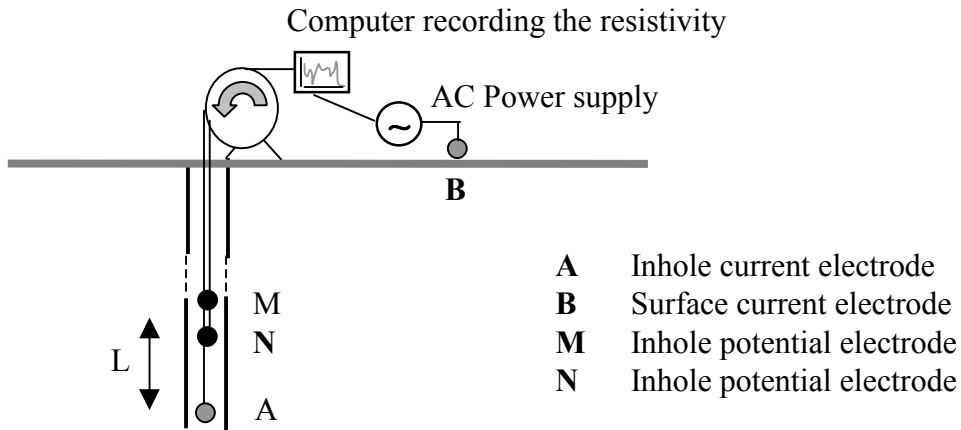 Computer recording the resistivity
AC Power supply
~
B
A Inhole current electrode
B Surface current electrode
M Inhole potential electrode
N Inhole potential electrode
M
N
L
A